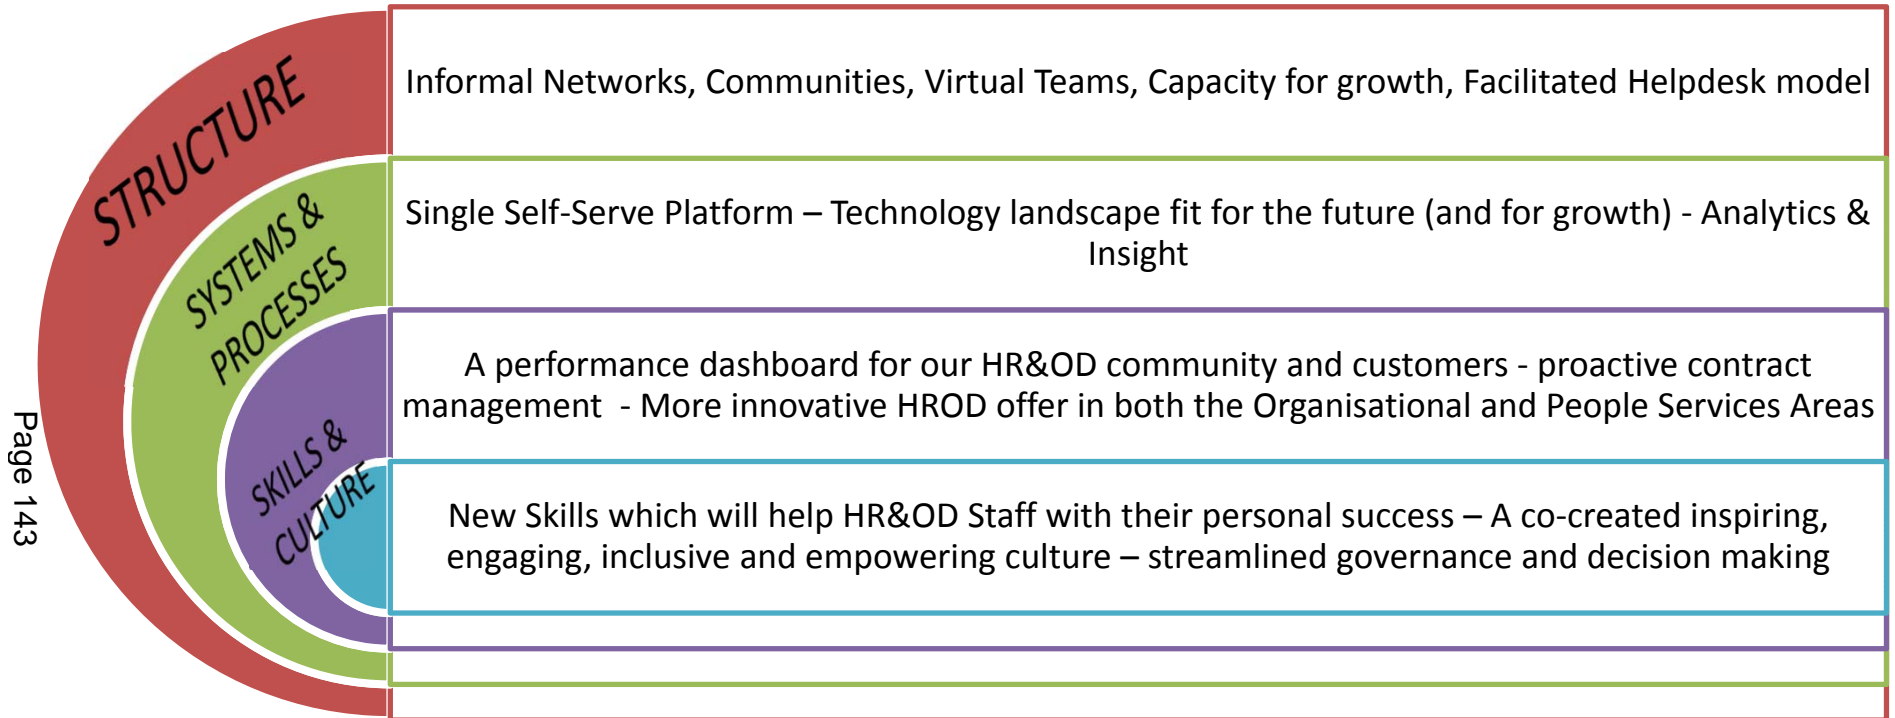 STRUCTURE
Informal Networks, Communities, Virtual Teams, Capacity for growth, Facilitated Helpdesk model
SYSTEMS &
PROCESSES
Single Self-Serve Platform – Technology landscape fit for the future (and for growth) - Analytics &
Insight
A performance dashboard for our HR&OD community and customers - proactive contract
management - More innovative HROD offer in both the Organisational and People Services Areas
SKILLS &
CULTURE
New Skills which will help HR&OD Staff with their personal success – A co-created inspiring,
engaging, inclusive and empowering culture – streamlined governance and decision making
Page 143